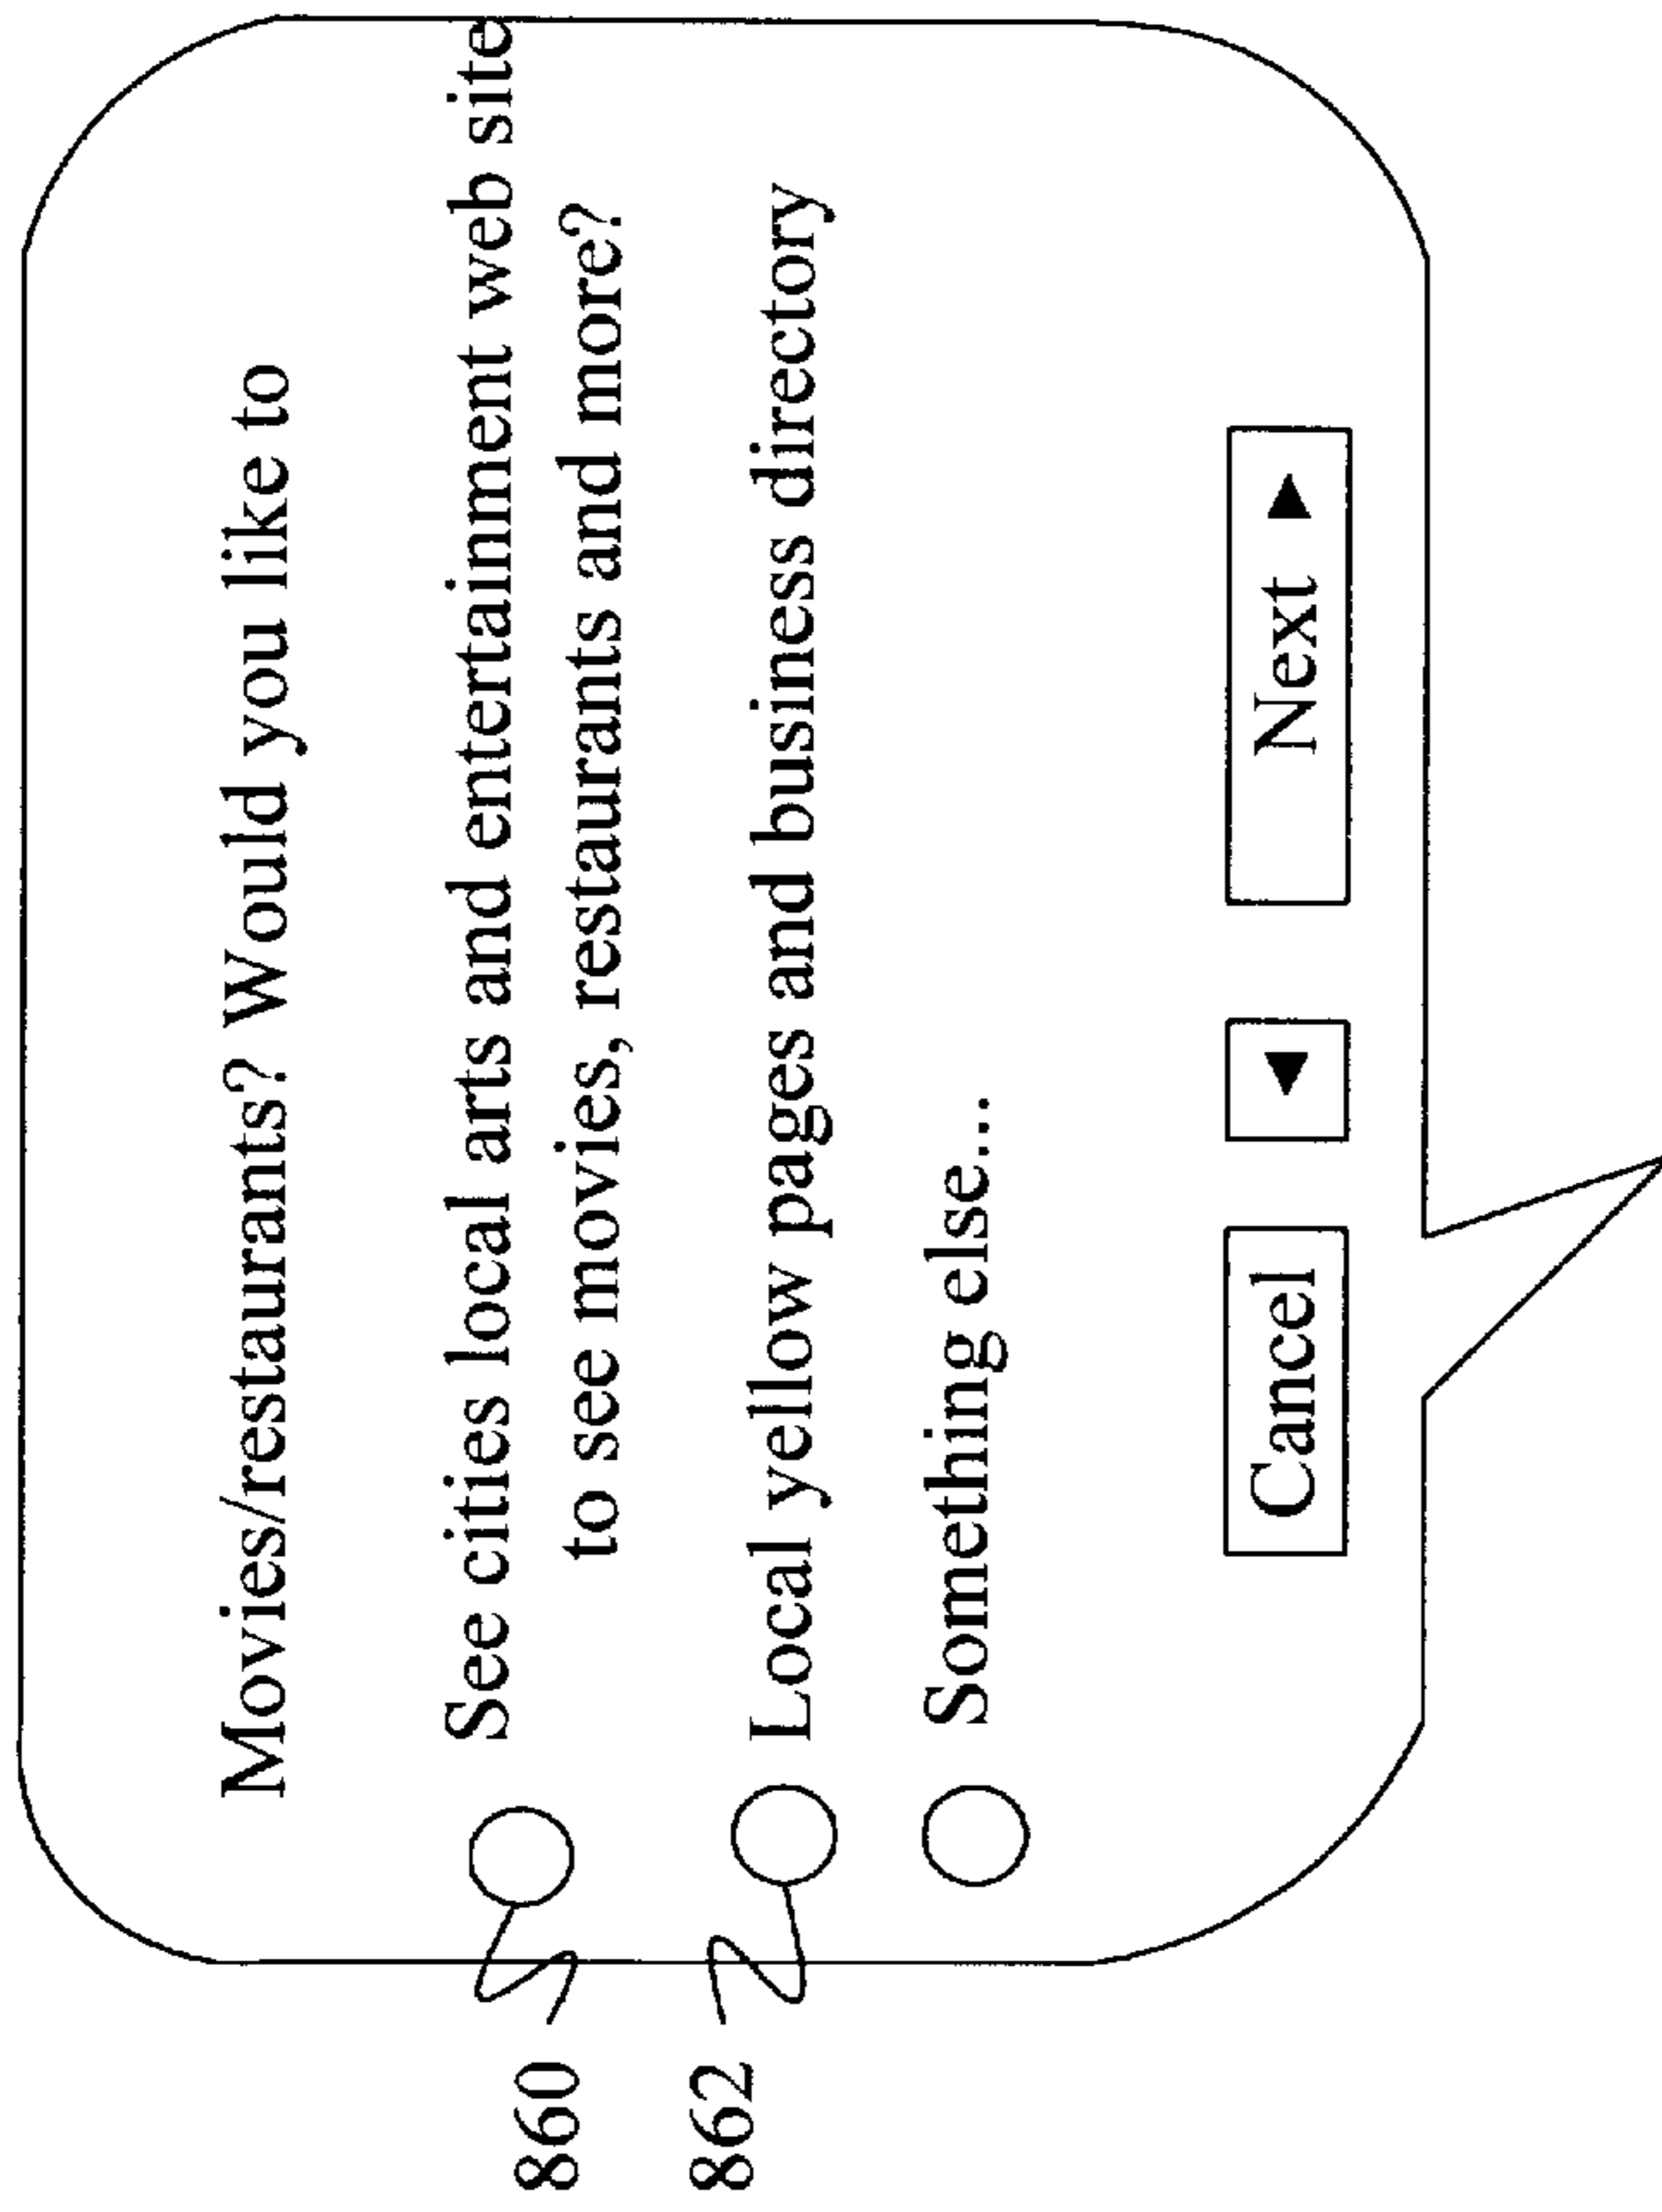 Movies/restaurants? Would you like to
860
See cities local arts and entertainment web site
to see movies, restaurants and more?
862
Local yellow pages and business directory
Something else...
Cancel ◄ Next ►